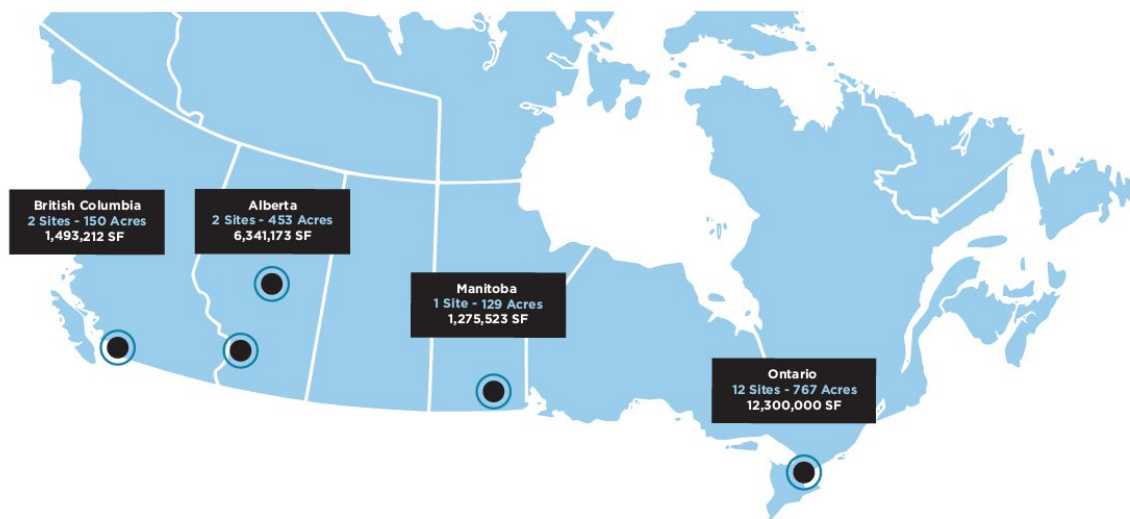 British Columbia
2 Sites - 150 Acres
1,493,212 SF
Alberta
2 Sites - 453 Acres
6,341,173 SF
Manitoba
1 Site - 129 Acres
1,275,523 SF
Ontario
12 Sites - 767 Acres
12,300,000 SF